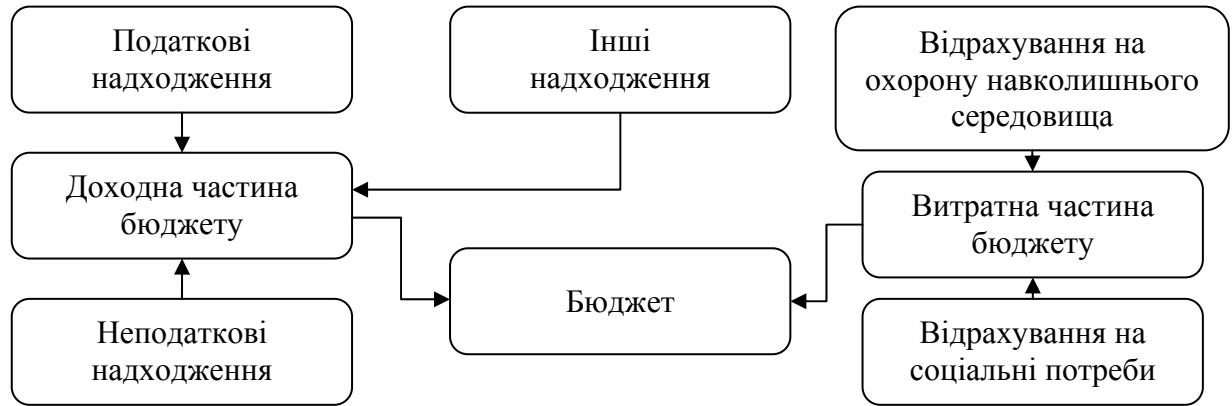 Податкові
надходження
Інші
надходження
Відрахування на
охорону навколишнього
середовища
Доходна частина
бюджету
Витратна частина
бюджету
Бюджет
Неподаткові
надходження
Відрахування на
соціальні потреби